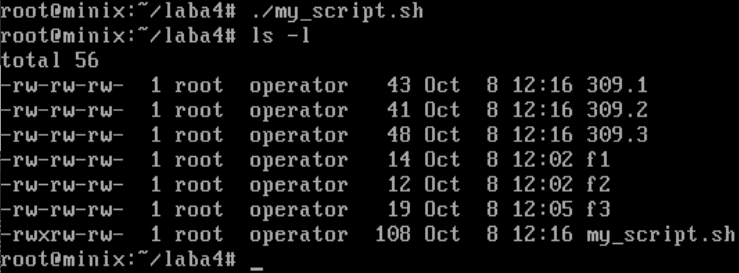 root@minix:~/laba4# ./my_script.sh
root@minix:~/laba4# ls -l
total 56
-rw-rw-rw-  1 root  operator   43 Oct  8 12:16 309.1
-rw-rw-rw-  1 root  operator   41 Oct  8 12:16 309.2
-rw-rw-rw-  1 root  operator   48 Oct  8 12:16 309.3
-rw-rw-rw-  1 root  operator   14 Oct  8 12:02 f1
-rw-rw-rw-  1 root  operator   12 Oct  8 12:02 f2
-rw-rw-rw-  1 root  operator   19 Oct  8 12:05 f3
-rwxrw-rw-  1 root  operator  108 Oct  8 12:16 my_script.sh
root@minix:~/laba4# _